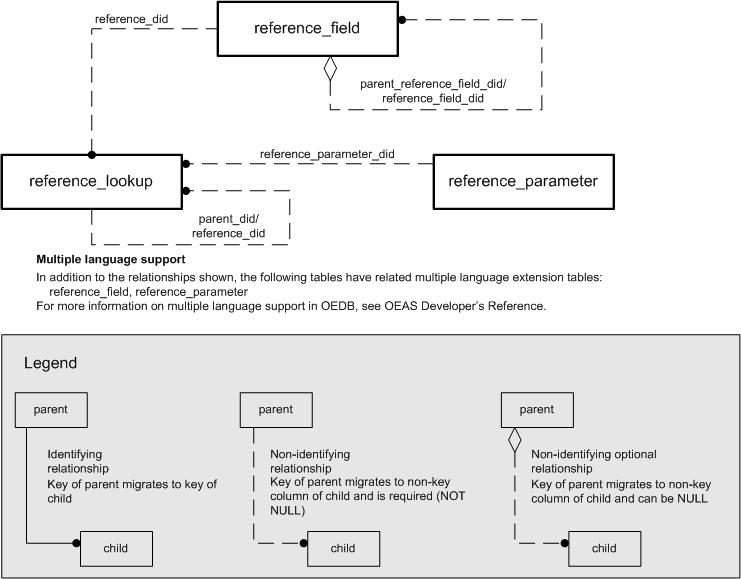 reference_did
reference_field
parent_reference_field_did/
reference_field_did
reference_parameter_did
reference_lookup
reference_parameter
parent_did/
reference_did
Multiple language support
In addition to the relationships shown, the following tables have related multiple language extension tables:
reference_field, reference_parameter
For more information on multiple language support in OEDB, see OEAS Developer's Reference.
Legend
parent
Identifying
relationship
Key of parent migrates to key of
child
child
parent
Non-identifying
relationship
Key of parent migrates to non-key
column of child and is required (NOT
NULL)
child
parent
Non-identifying optional
relationship
Key of parent migrates to non-key
column of child and can be NULL
child